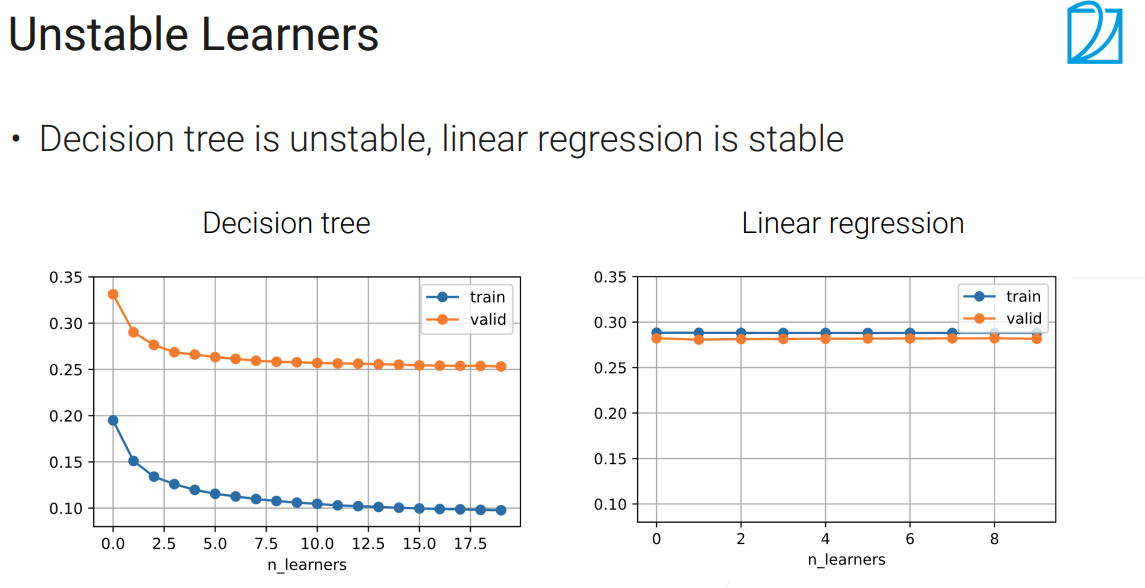 Unstable Learners
• Decision tree is unstable, linear regression is stable
Decision tree
0.35
0.30
0.25
0.20
0.15
0.10
train
valid
0.0 2.5 5.0 7.5 10.0 12.5 15.0 17.5
n_learners
Linear regression
0.35
0.30
0.25
0.20
0.15
0.10
train
valid
0 2 4 6 8
n_learners